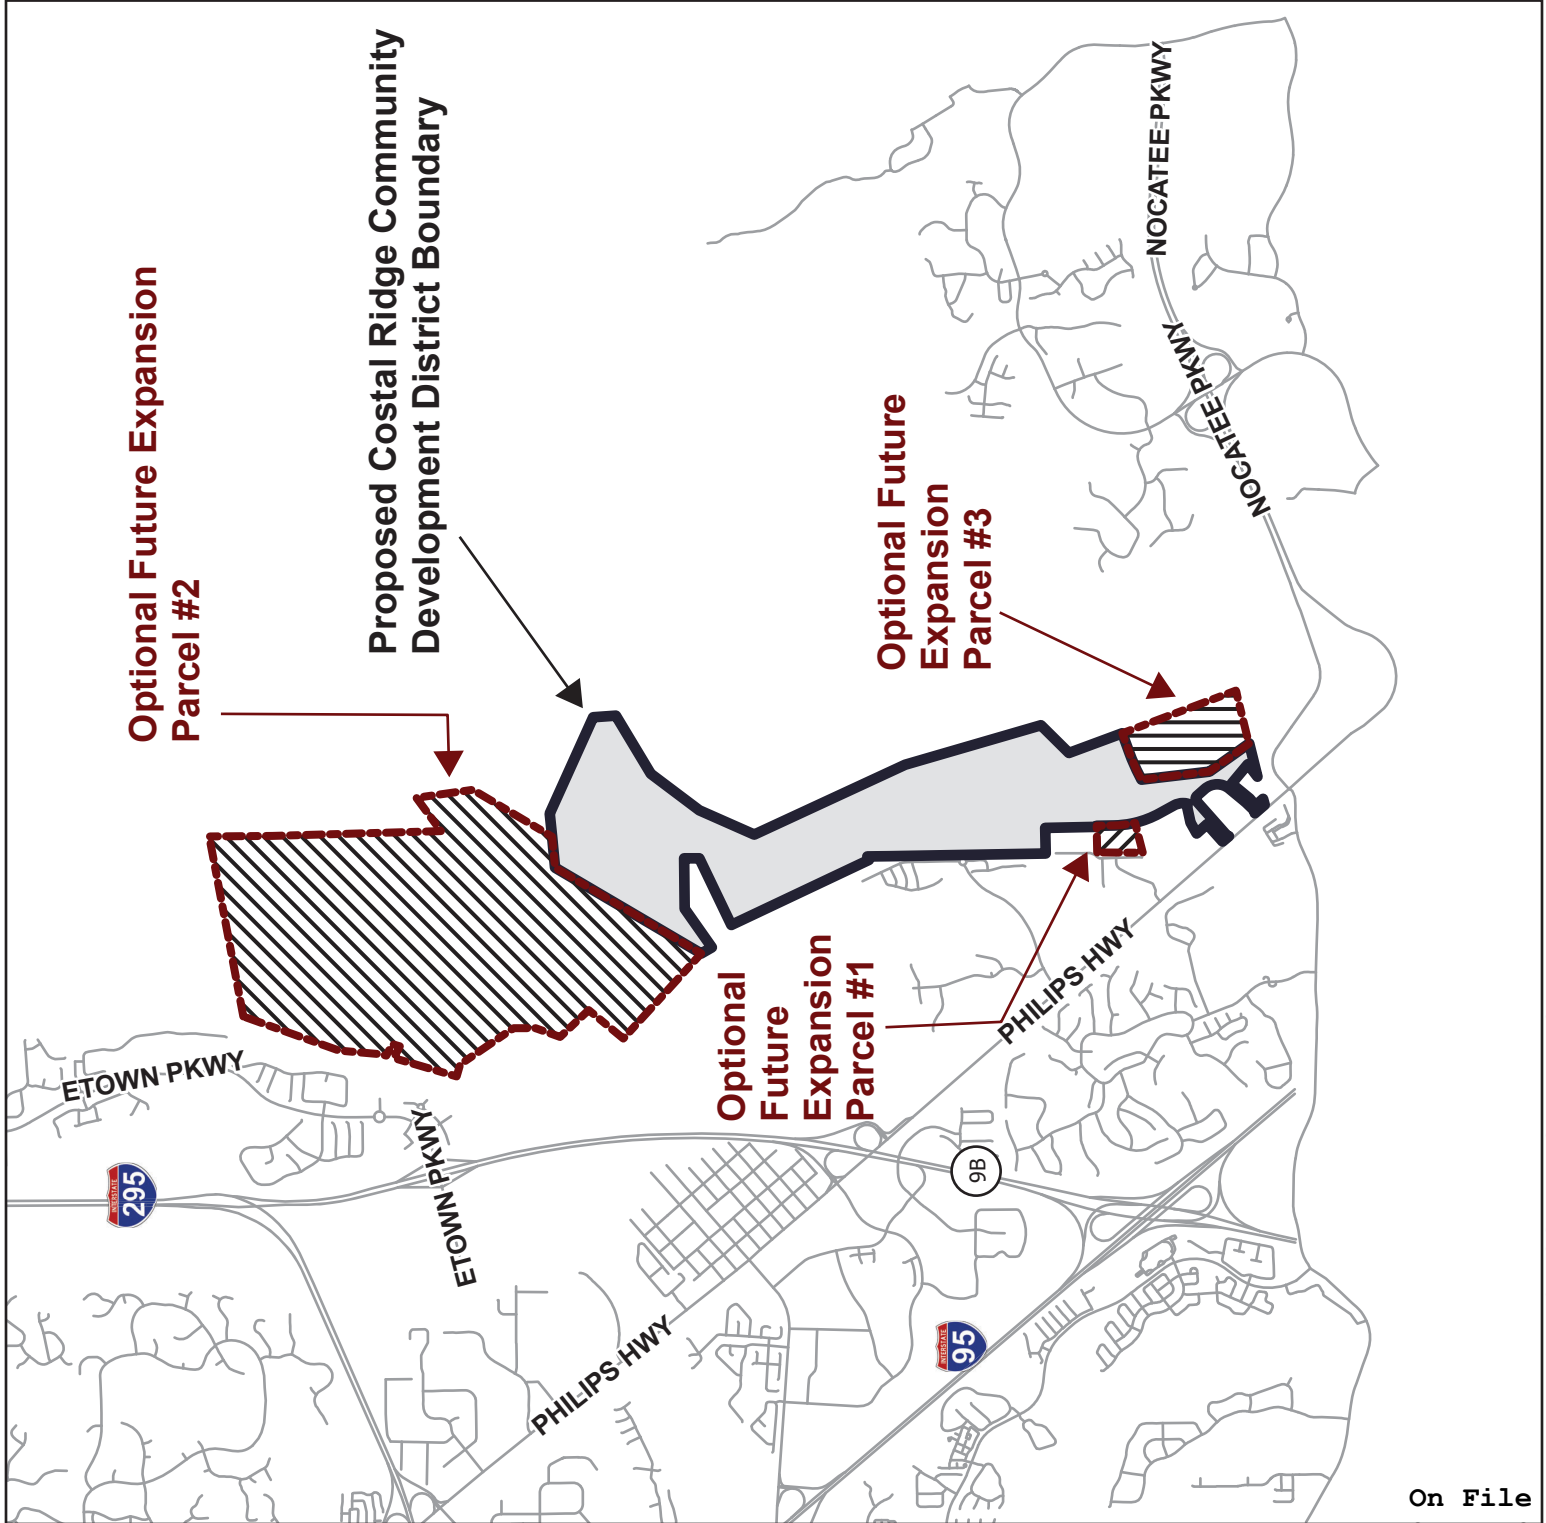 Optional Future Expansion
Parcel #2
Proposed Costal Ridge Community
Development District Boundary
Optional Future
Expansion
Parcel #3
Optional
Future
Expansion
Parcel #1
NOCATEE PKWY
NOCATEE PKWY
PHILIPS HWY
PHILIPS HWY
ETOWN PKWY
ETOWN PKWY
INTERSTATE
295
9B
INTERSTATE
95
On File